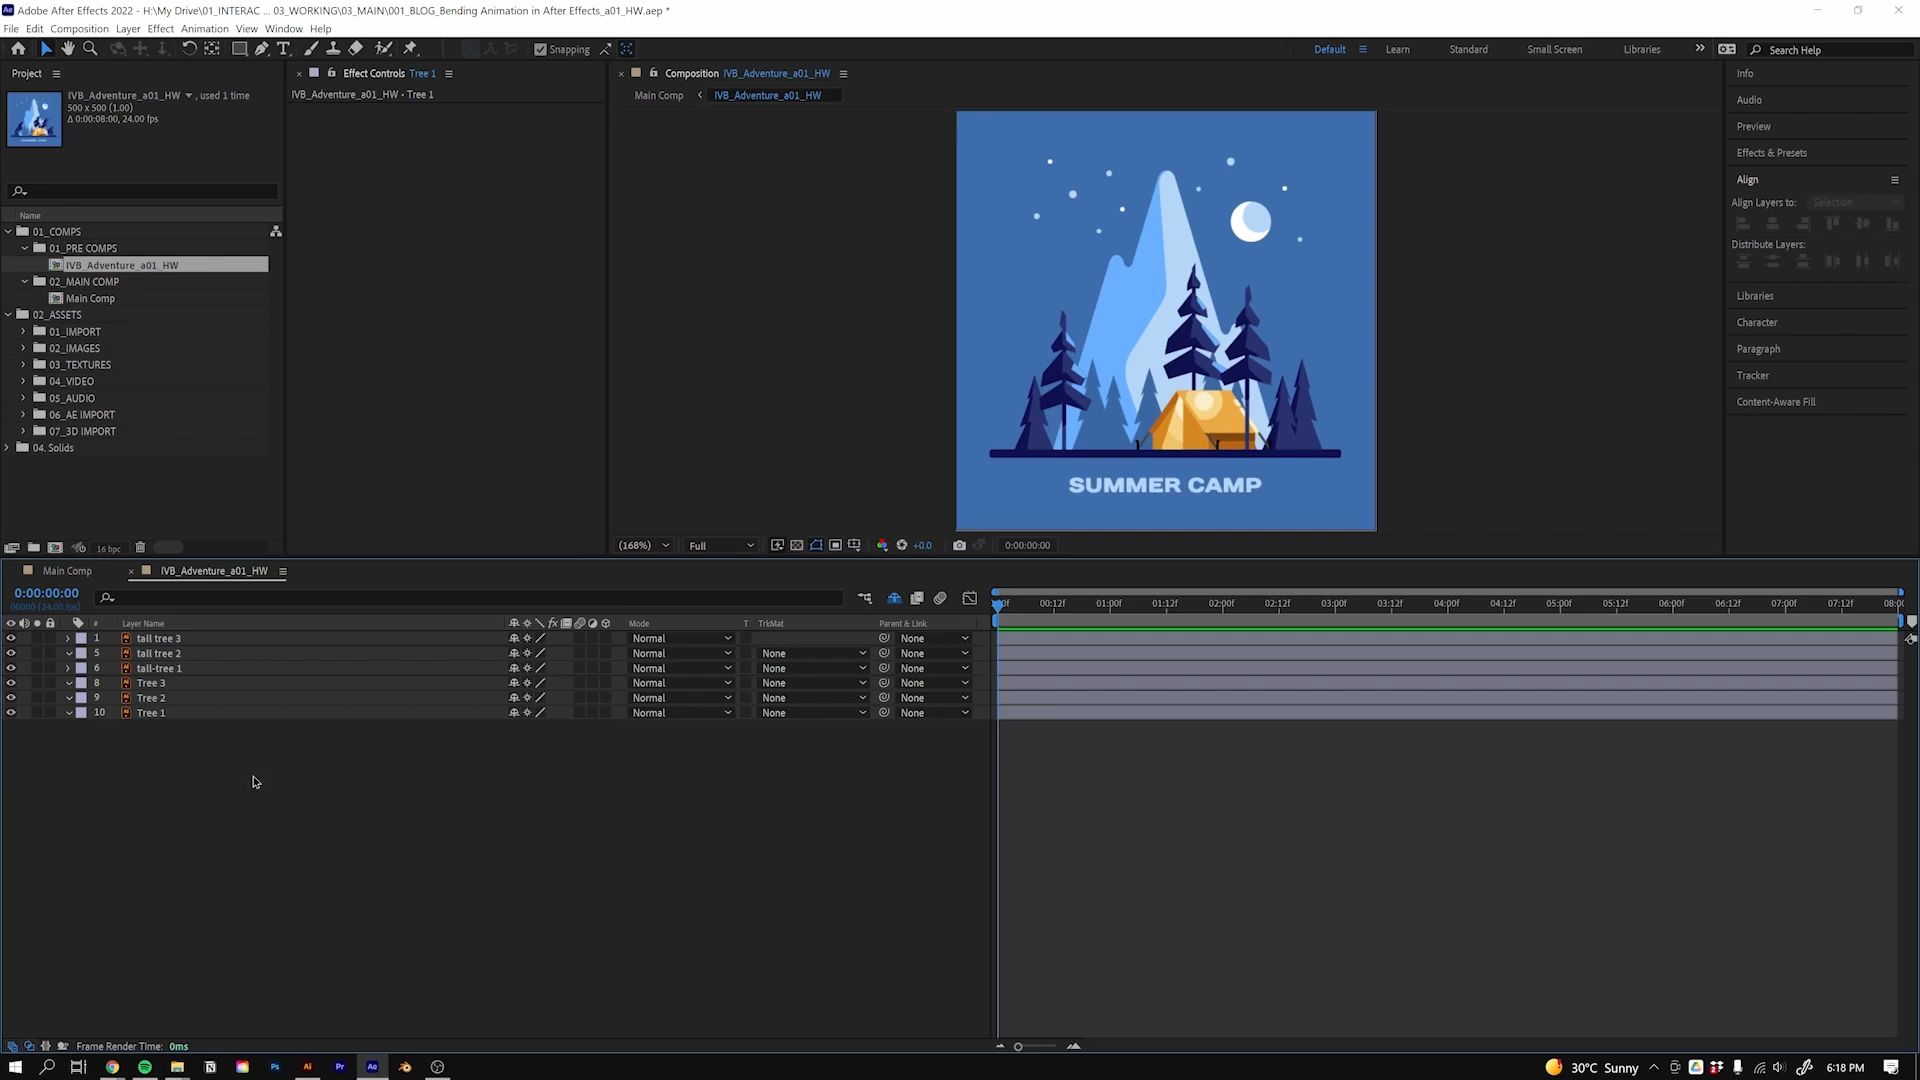 Adobe After Effects 2022 - H:\My Drive\01_INTERAC ... 03_WORKING\03_MAIN\001_BLOG_Bending Animation in After Effects_a01_HW.aep *
File Edit Composition Layer Effect Animation View Window Help
Snapping
Default Learn Standard Small Screen Libraries Search Help
Project
Effect Controls Tree 1
Composition IVB_Adventure_a01_HW
IVB_Adventure_a01_HW • Tree 1
Main Comp IVB_Adventure_a01_HW
IVB_Adventure_a01_HW , used 1 time
500 x 500 (1.00)
Δ 0:00:08:00, 24.00 fps
Name
01_COMPS
01_PRE COMPS
IVB_Adventure_a01_HW
02_MAIN COMP
Main Comp
02_ASSETS
01_IMPORT
02_IMAGES
03_TEXTURES
04_VIDEO
05_AUDIO
06_AE IMPORT
07_3D IMPORT
04. Solids
16 bpc
SUMMER CAMP
(168%) Full +0.0 0:00:00:00
Info
Audio
Preview
Effects & Presets
Align
Align Layers to: Selection
Distribute Layers:
Libraries
Character
Paragraph
Tracker
Content-Aware Fill
Main Comp IVB_Adventure_a01_HW
0:00:00:00
00000 (24.00 fps)
# Layer Name Mode T TrkMat Parent & Link
00:12f 01:00f 01:12f 02:00f 02:12f 03:00f 03:12f 04:00f 04:12f 05:00f 05:12f 06:00f 06:12f 07:00f 07:12f
1 tall tree 3 Normal None
5 tall tree 2 Normal None None
6 tall-tree 1 Normal None None
8 Tree 3 Normal None None
9 Tree 2 Normal None None
10 Tree 1 Normal None None
Frame Render Time: 0ms
30°C Sunny 6:18 PM